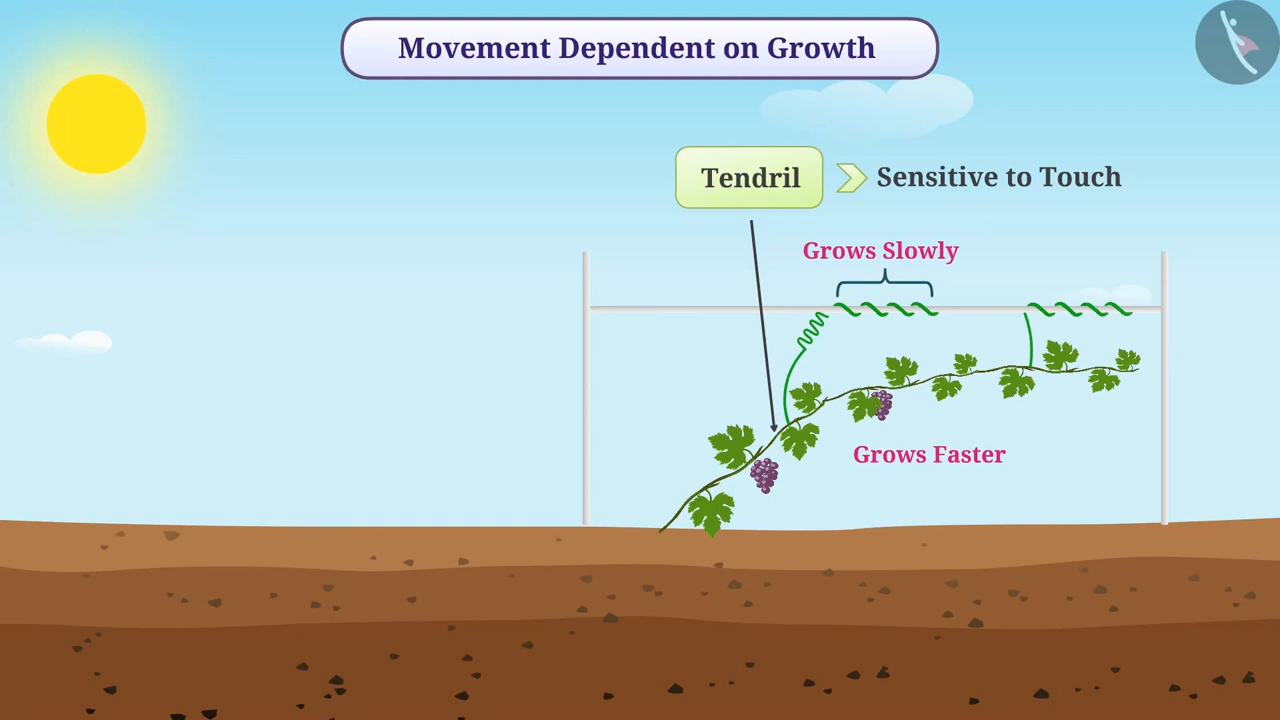 Movement Dependent on Growth
Tendril
Sensitive to Touch
Grows Slowly
Grows Faster